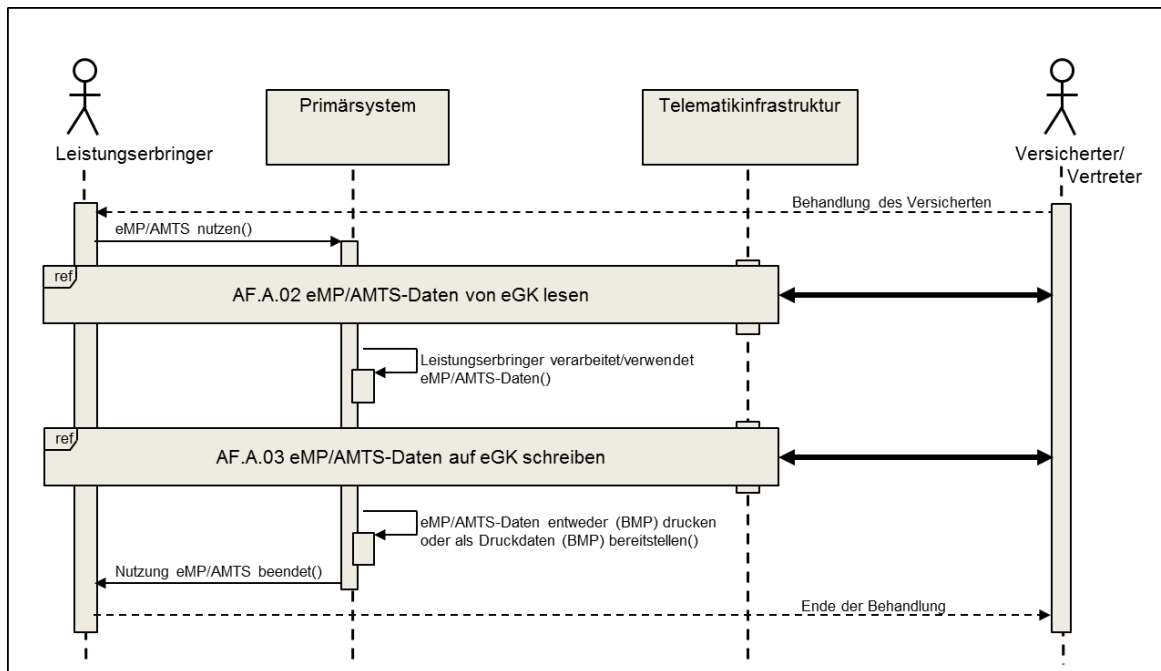 Primärsystem
Telematikinfrastruktur
Leistungserbringer
Versicherter/
Vertreter
Behandlung des Versicherten
eMP/AMTS nutzen()
ref
AF.A.02 eMP/AMTS-Daten von eGK lesen
Leistungserbringer verarbeitet/verwendet
eMP/AMTS-Daten()
ref
AF.A.03 eMP/AMTS-Daten auf eGK schreiben
eMP/AMTS-Daten entweder (BMP) drucken
oder als Druckdaten (BMP) bereitstellen()
Nutzung eMP/AMTS beendet()
Ende der Behandlung